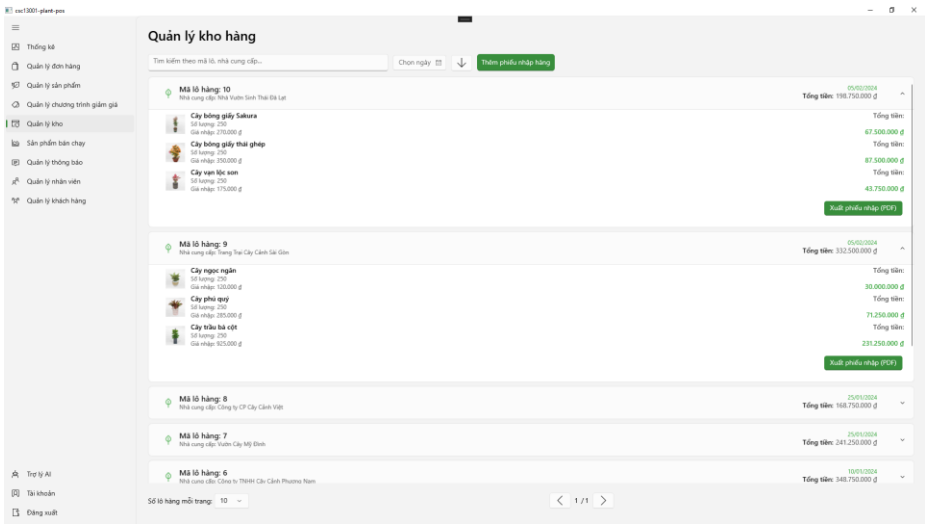 ssc13001-plant-pos
Thống kê
Quản lý đơn hàng
Quản lý sản phẩm
Quản lý chương trình giảm giá
Quản lý kho
Sản phẩm bán chạy
Quản lý thông báo
Quản lý nhân viên
Quản lý khách hàng
Trợ lý AI
Tài khoản
Đăng xuất
Quản lý kho hàng
Tìm kiếm theo mã lô, nhà cung cấp...
Chọn ngày
Thêm phiếu nhập hàng
Mã lô hàng: 10
Nhà cung cấp: Nhà Vườn Sinh Thái Đà Lạt
05/02/2024
Tổng tiền: 198.750.000 ₫
Cây bông giấy Sakura
Số lượng: 250
Giá nhập: 270.000 ₫
Tổng tiền:
67.500.000 ₫
Cây bông giấy thái ghép
Số lượng: 250
Giá nhập: 350.000 ₫
Tổng tiền:
87.500.000 ₫
Cây vạn lộc son
Số lượng: 250
Giá nhập: 175.000 ₫
Tổng tiền:
43.750.000 ₫
Xuất phiếu nhập (PDF)
Mã lô hàng: 9
Nhà cung cấp: Trang Trại Cây Cảnh Sài Gòn
05/02/2024
Tổng tiền: 332.500.000 ₫
Cây ngọc ngân
Số lượng: 250
Giá nhập: 120.000 ₫
Tổng tiền:
30.000.000 ₫
Cây phú quý
Số lượng: 250
Giá nhập: 285.000 ₫
Tổng tiền:
71.250.000 ₫
Cây trầu bà cột
Số lượng: 250
Giá nhập: 925.000 ₫
Tổng tiền:
231.250.000 ₫
Xuất phiếu nhập (PDF)
Mã lô hàng: 8
Nhà cung cấp: Công ty CP Cây Cảnh Việt
25/01/2024
Tổng tiền: 168.750.000 ₫
Mã lô hàng: 7
Nhà cung cấp: Vườn Cây Mỹ Đình
25/01/2024
Tổng tiền: 241.250.000 ₫
Mã lô hàng: 6
Nhà cung cấp: Công ty TNHH Cây Cảnh Phương Nam
10/01/2024
Tổng tiền: 348.750.000 ₫
Số lô hàng mỗi trang: 10
1 / 1